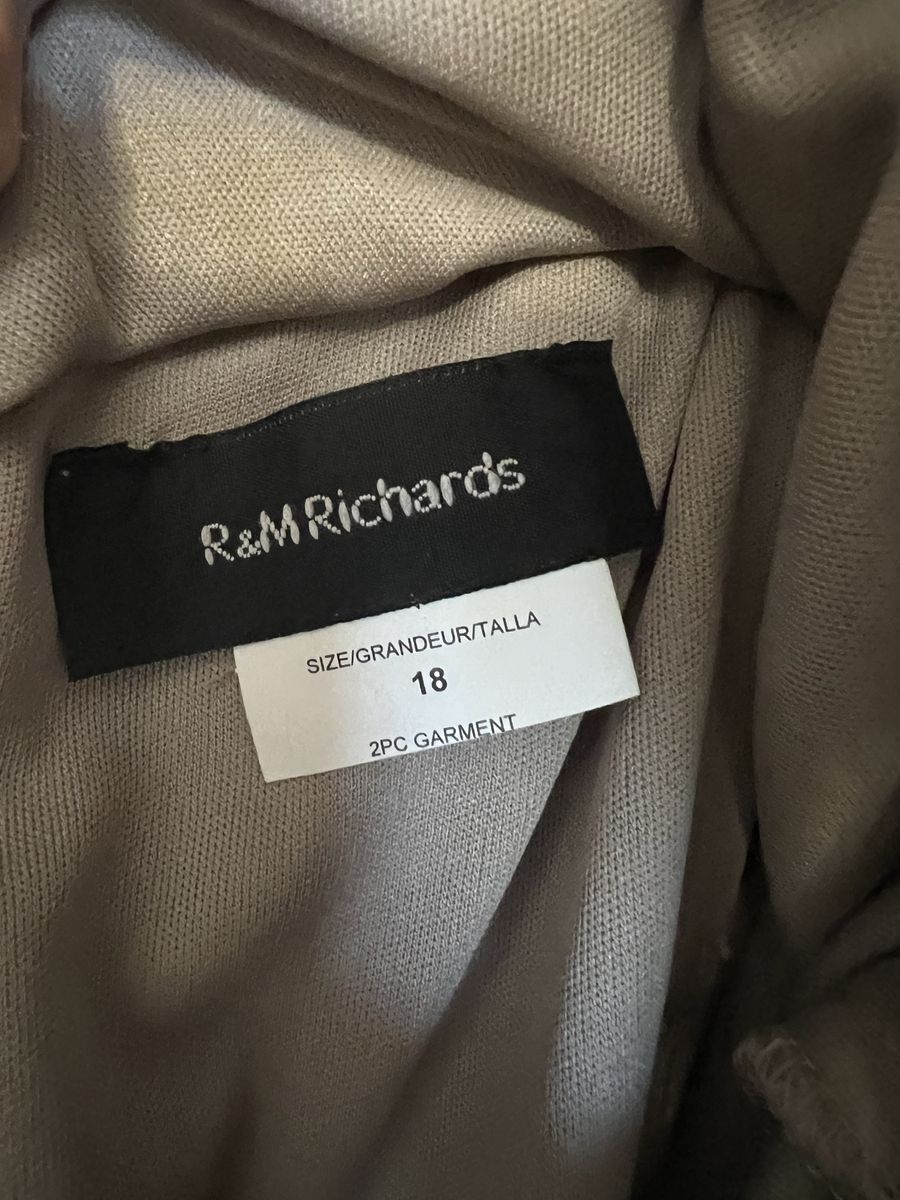 R&M Richards
SIZE/GRANDEUR/TALLA
18
2PC GARMENT